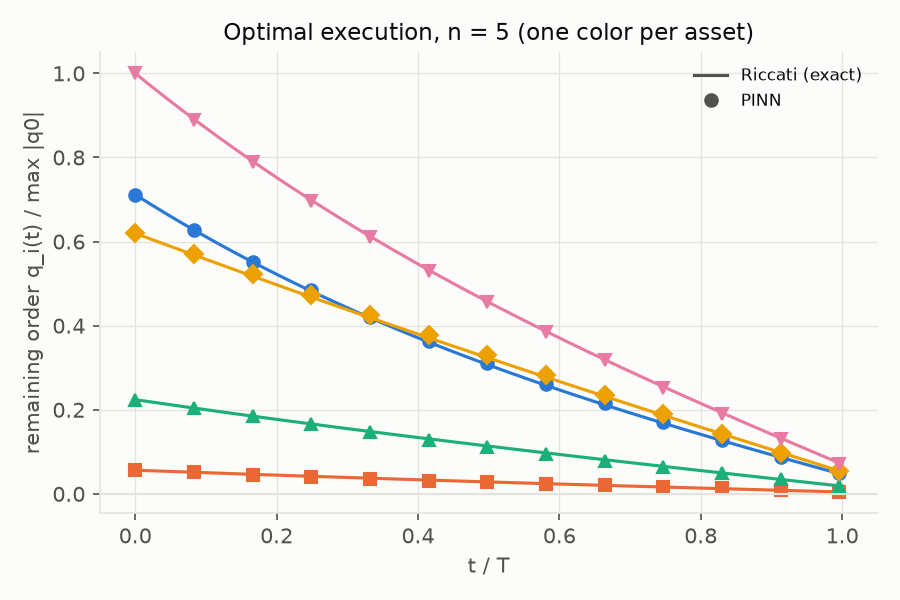 Optimal execution, n = 5 (one color per asset)
Riccati (exact)
PINN
remaining order q_i(t) / max |q0|
1.0
0.8
0.6
0.4
0.2
0.0
0.0 0.2 0.4 0.6 0.8 1.0
t / T